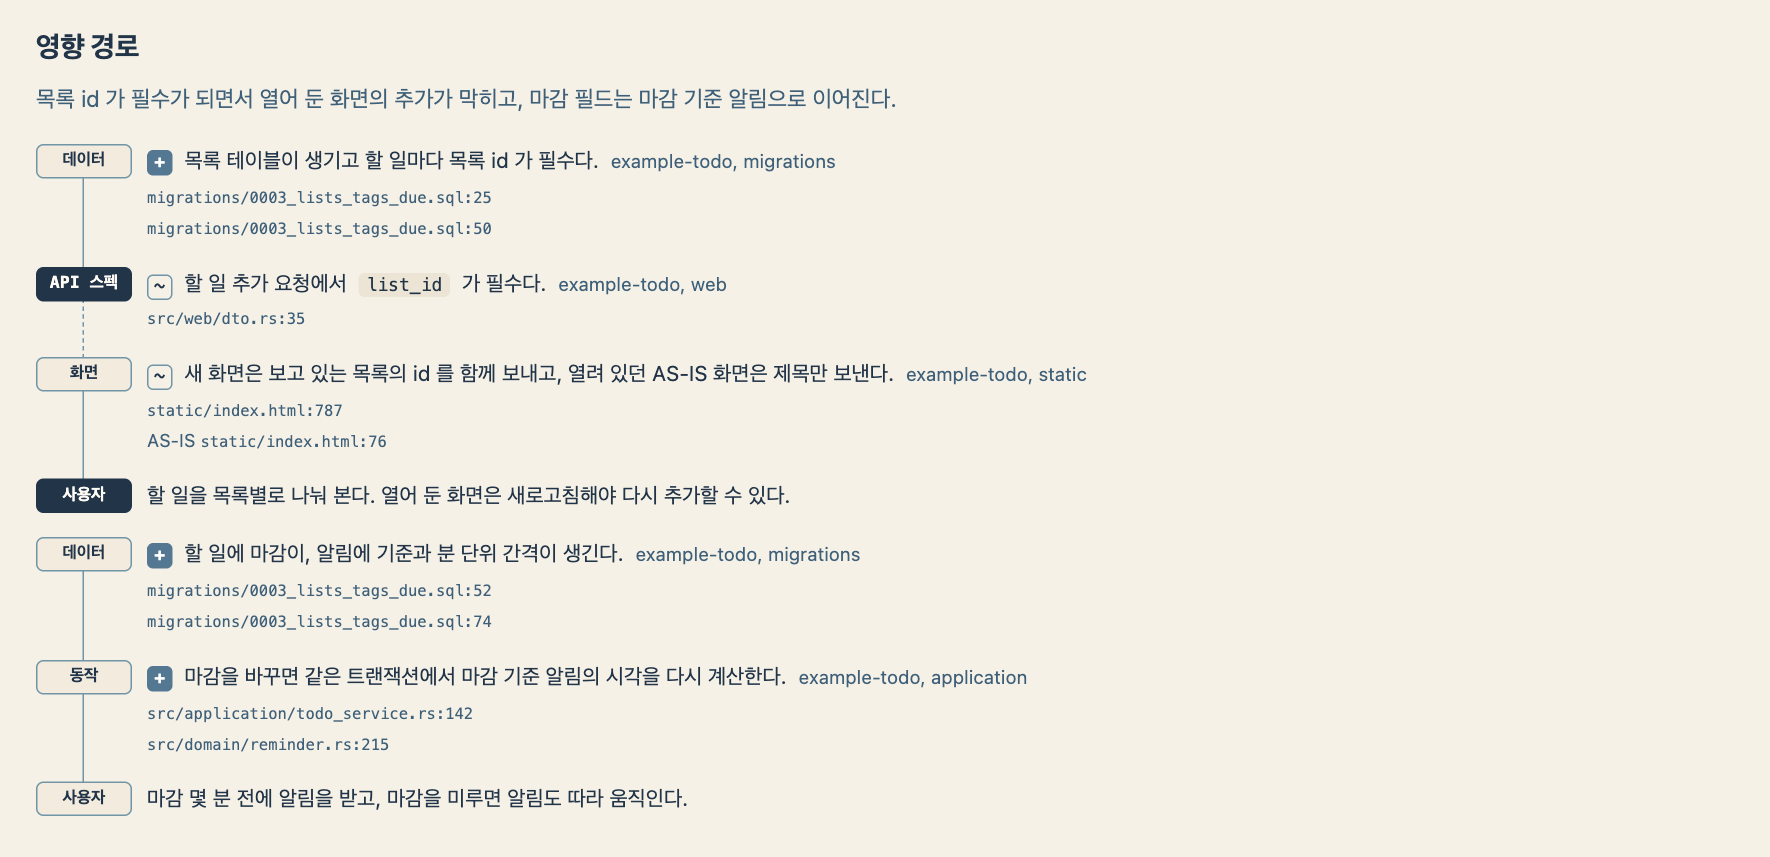 영향 경로
목록 id 가 필수가 되면서 열어 둔 화면의 추가가 막히고, 마감 필드는 마감 기준 알림으로 이어진다.
데이터 + 목록 테이블이 생기고 할 일마다 목록 id 가 필수다. example-todo, migrations
migrations/0003_lists_tags_due.sql:25
migrations/0003_lists_tags_due.sql:50
API 스펙 ~ 할 일 추가 요청에서 list_id 가 필수다. example-todo, web
src/web/dto.rs:35
화면 ~ 새 화면은 보고 있는 목록의 id 를 함께 보내고, 열려 있던 AS-IS 화면은 제목만 보낸다. example-todo, static
static/index.html:787
AS-IS static/index.html:76
사용자 할 일을 목록별로 나눠 본다. 열어 둔 화면은 새로고침해야 다시 추가할 수 있다.
데이터 + 할 일에 마감이, 알림에 기준과 분 단위 간격이 생긴다. example-todo, migrations
migrations/0003_lists_tags_due.sql:52
migrations/0003_lists_tags_due.sql:74
동작 + 마감을 바꾸면 같은 트랜잭션에서 마감 기준 알림의 시각을 다시 계산한다. example-todo, application
src/application/todo_service.rs:142
src/domain/reminder.rs:215
사용자 마감 몇 분 전에 알림을 받고, 마감을 미루면 알림도 따라 움직인다.